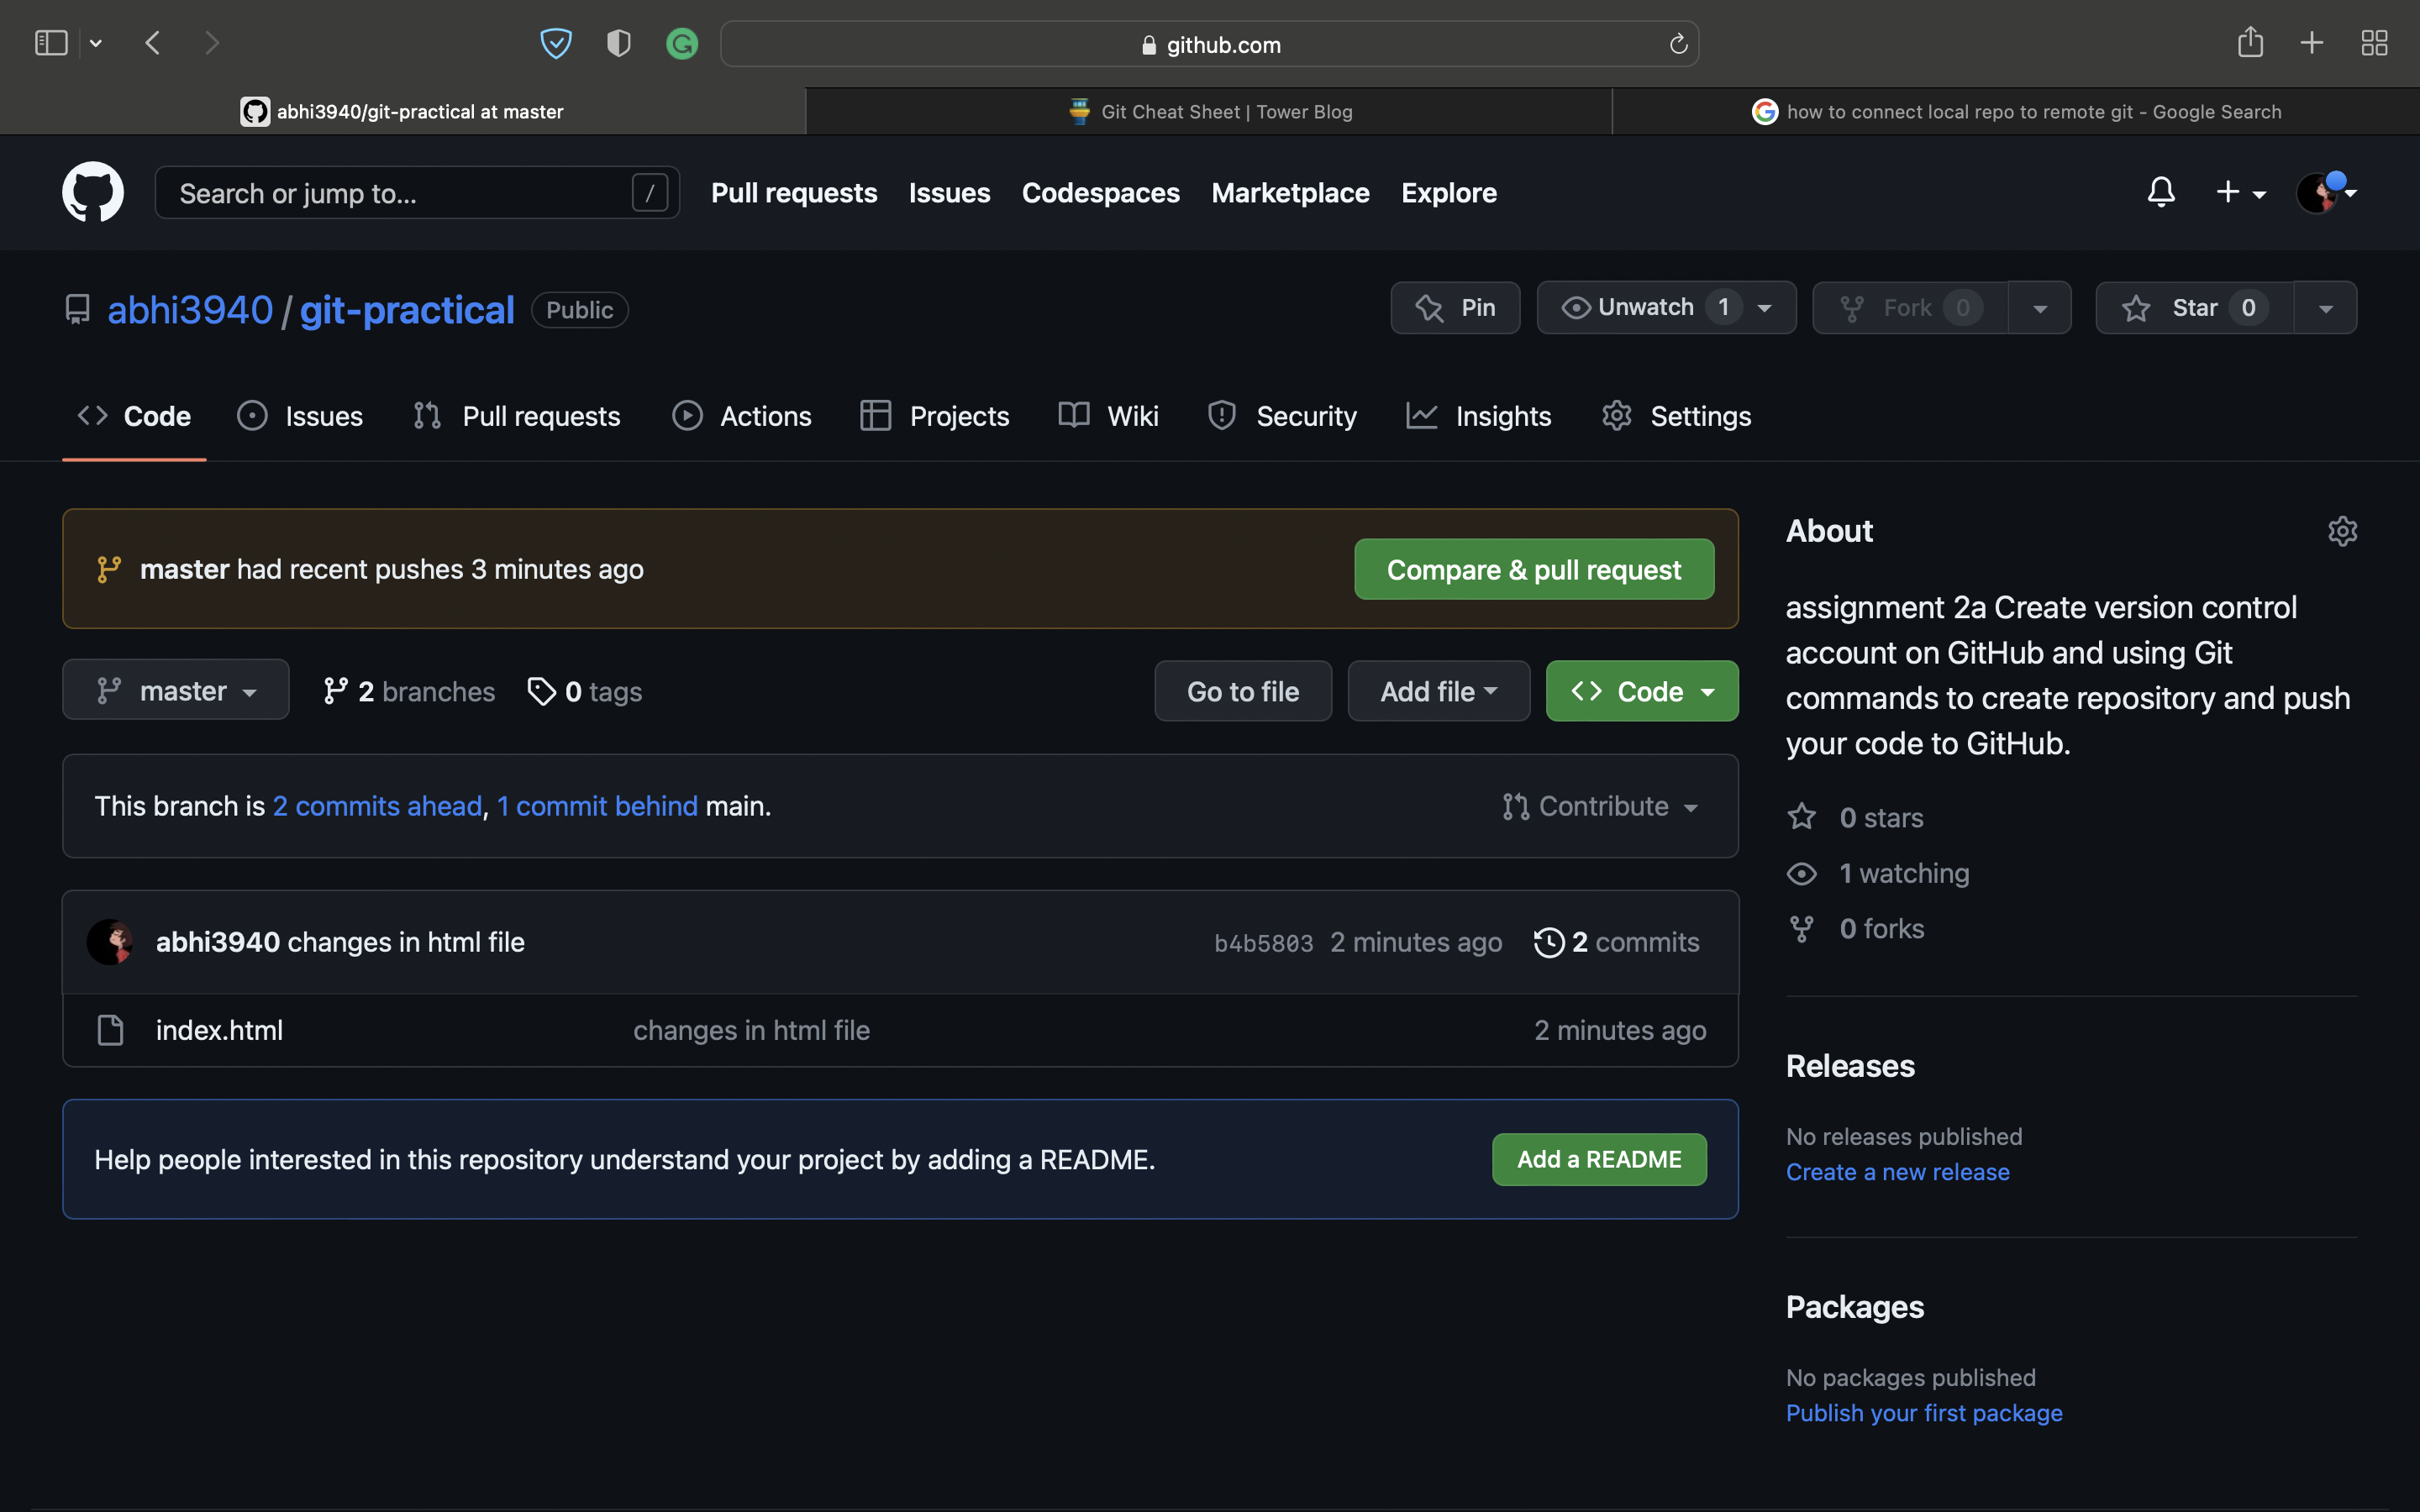 github.com
abhi3940/git-practical at master
Git Cheat Sheet | Tower Blog
how to connect local repo to remote git - Google Search
Search or jump to... /
Pull requests Issues Codespaces Marketplace Explore
abhi3940 / git-practical Public
Pin Unwatch 1 Fork 0 Star 0
Code Issues Pull requests Actions Projects Wiki Security Insights Settings
master had recent pushes 3 minutes ago
Compare & pull request
master 2 branches 0 tags
Go to file Add file Code
This branch is 2 commits ahead, 1 commit behind main.
Contribute
abhi3940 changes in html file b4b5803 2 minutes ago 2 commits
index.html changes in html file 2 minutes ago
Help people interested in this repository understand your project by adding a README.
Add a README
About
assignment 2a Create version control
account on GitHub and using Git
commands to create repository and push
your code to GitHub.
0 stars
1 watching
0 forks
Releases
No releases published
Create a new release
Packages
No packages published
Publish your first package